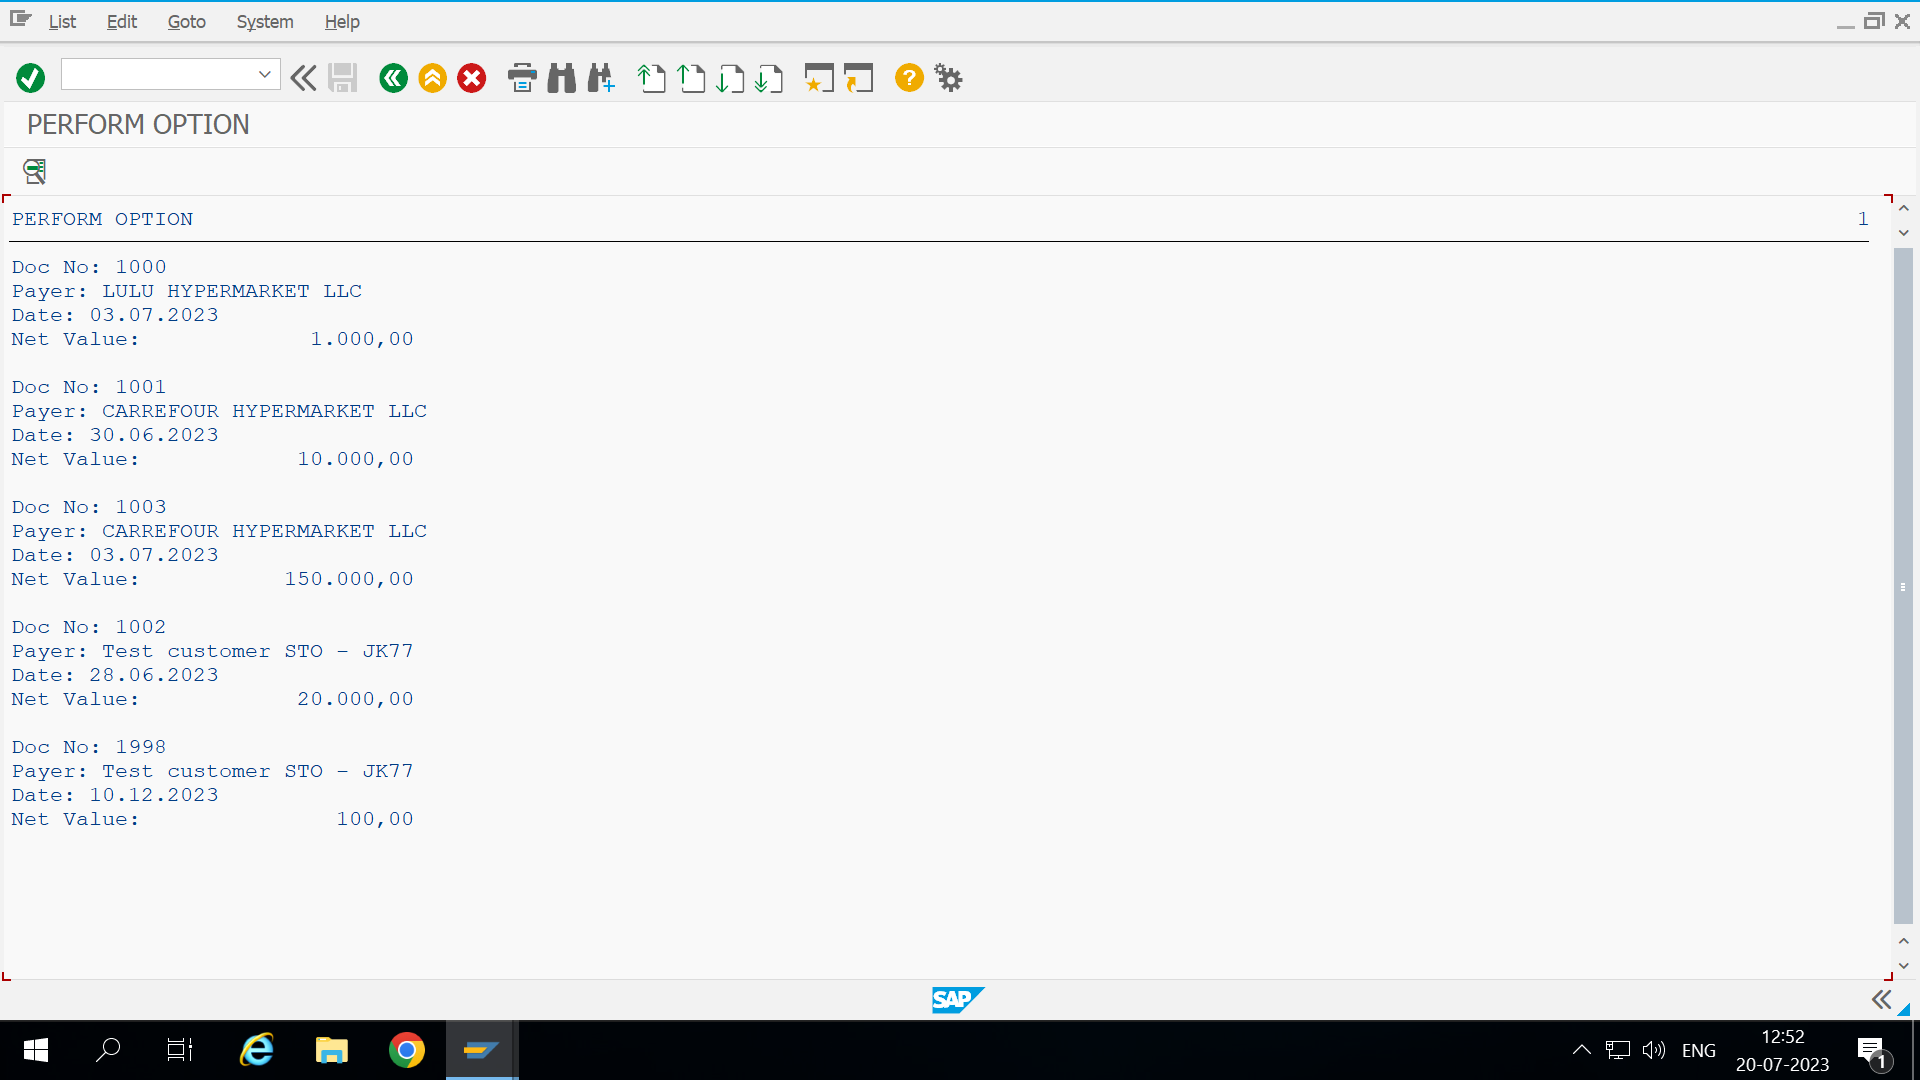 List Edit Goto System Help
PERFORM OPTION
PERFORM OPTION 1
Doc No: 1000
Payer: LULU HYPERMARKET LLC
Date: 03.07.2023
Net Value: 1.000,00
Doc No: 1001
Payer: CARREFOUR HYPERMARKET LLC
Date: 30.06.2023
Net Value: 10.000,00
Doc No: 1003
Payer: CARREFOUR HYPERMARKET LLC
Date: 03.07.2023
Net Value: 150.000,00
Doc No: 1002
Payer: Test customer STO - JK77
Date: 28.06.2023
Net Value: 20.000,00
Doc No: 1998
Payer: Test customer STO - JK77
Date: 10.12.2023
Net Value: 100,00
SAP
ENG
12:52
20-07-2023
1